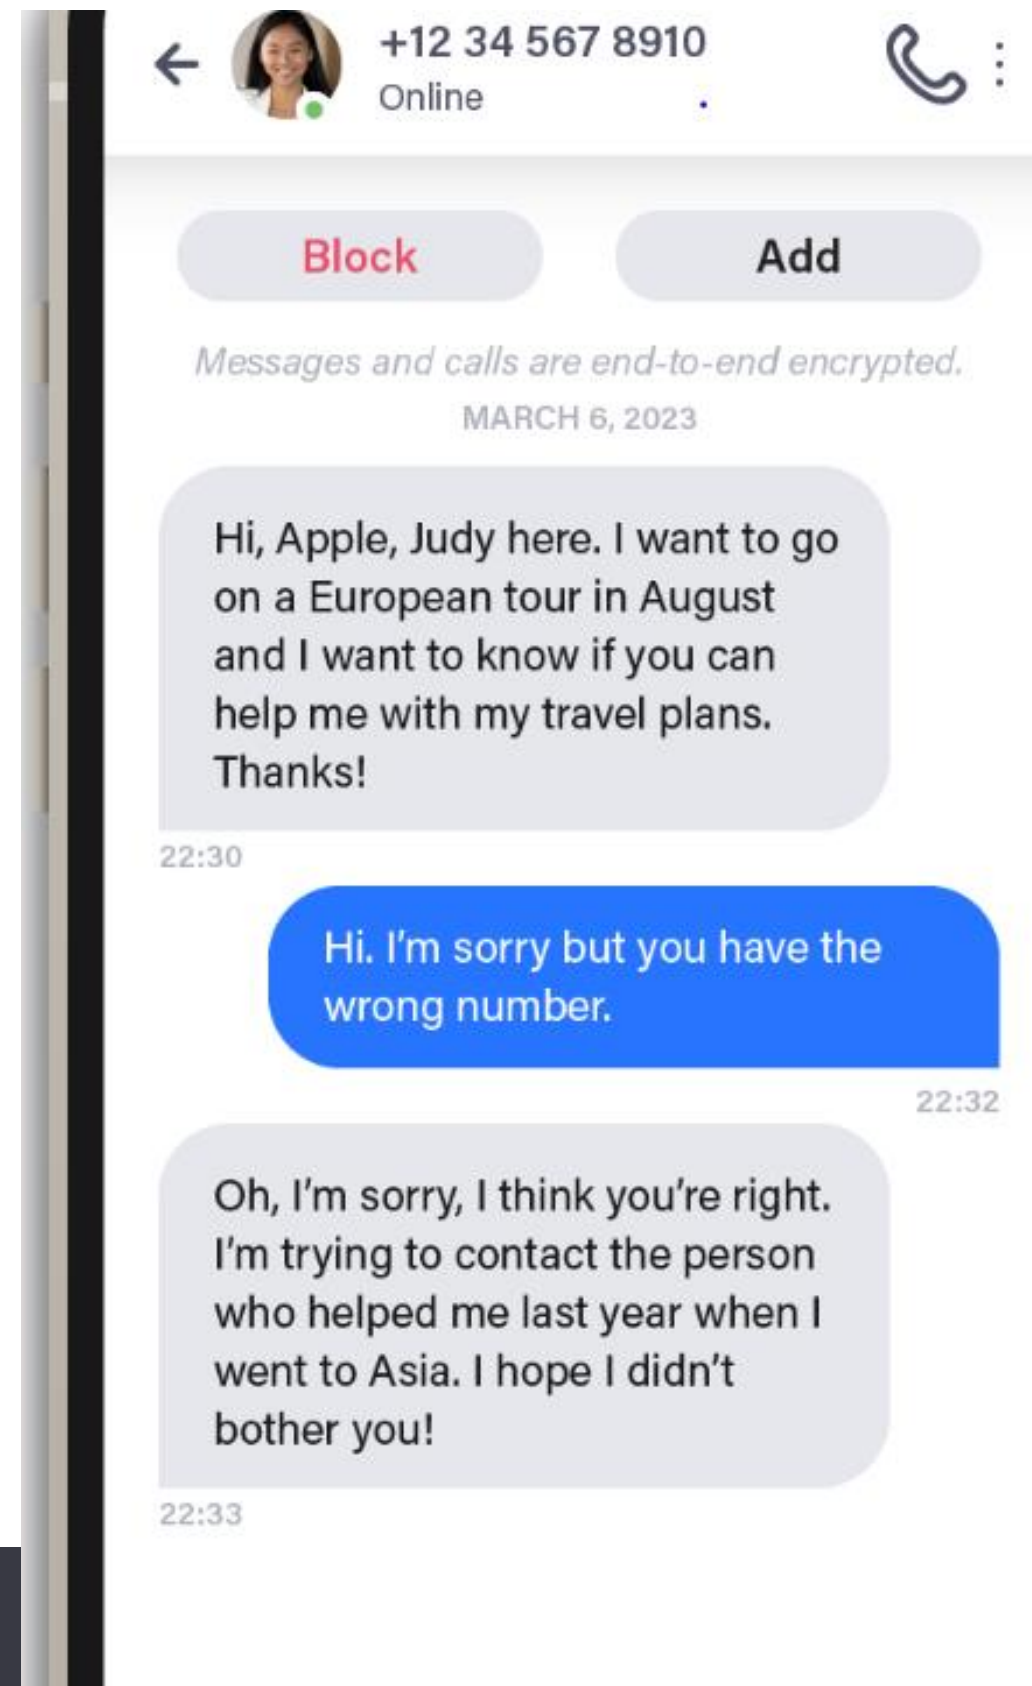 +12 34 567 8910
Online
Block
Add
Messages and calls are end-to-end encrypted.
MARCH 6, 2023
Hi, Apple, Judy here. I want to go
on a European tour in August
and I want to know if you can
help me with my travel plans.
Thanks!
22:30
Hi. I'm sorry but you have the
wrong number.
22:32
Oh, I'm sorry, I think you're right.
I'm trying to contact the person
who helped me last year when I
went to Asia. I hope I didn't
bother you!
22:33